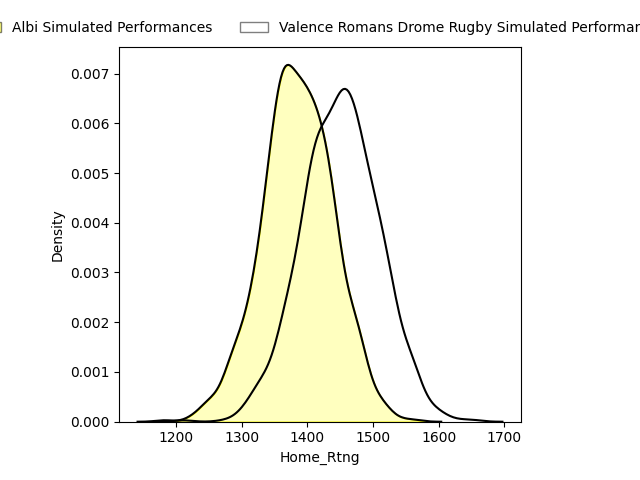 Albi Simulated Performances
Valence Romans Drome Rugby Simulated
0.007
0.006
0.005
0.004
0.003
0.002
0.001
0.000
Density
1200 1300 1400 1500 1600 1700
Home_Rtng